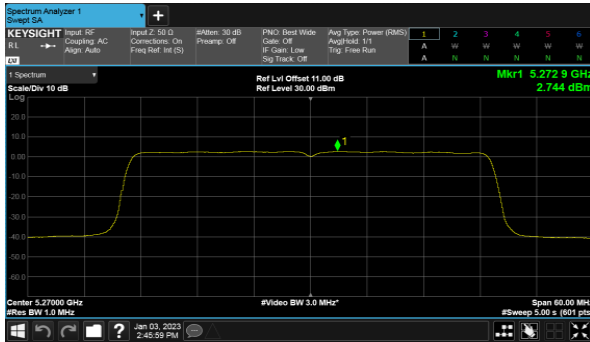 Spectrum Analyzer 1
Swept SA
+
KEYSIGHT Input: RF Input Z: 50 Ω #Atten: 30 dB PNO: Best Wide Avg Type: Power (RMS) 1 2 3 4 5 6
RL Coupling: AC Corrections: On Preamp: Off Gate: Off Avg|Hold: 1/1 A W W W W W
Align: Auto Freq Ref: Int (S) IF Gain: Low Trig: Free Run
Sig Track: Off A N N N N N
LXI
1 Spectrum Ref Lvl Offset 11.00 dB Mkr1 5.272 9 GHz
Scale/Div 10 dB Ref Level 30.00 dBm 2.744 dBm
Log
20.0
10.0
1
0.00
-10.0
-20.0
-30.0
-40.0
-50.0
-60.0
Center 5.27000 GHz #Video BW 3.0 MHz* Span 60.00 MHz
#Res BW 1.0 MHz #Sweep 5.00 s (601 pts)
? Jan 03, 2023
2:45:59 PM